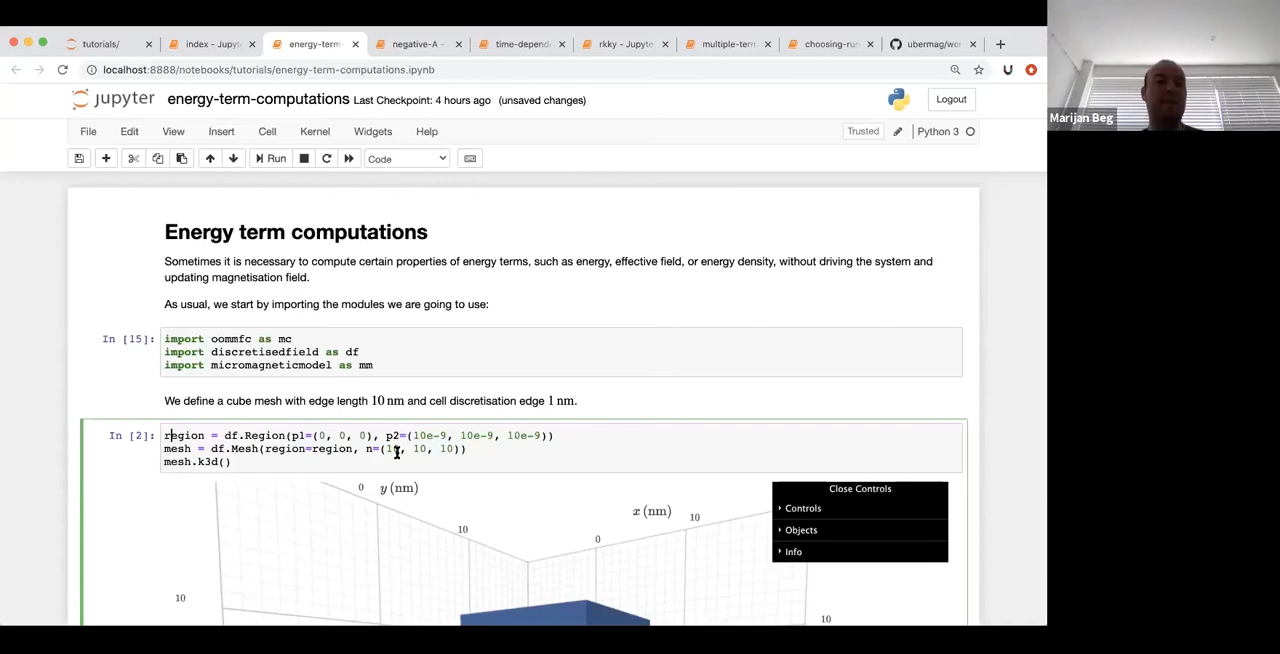 tutorials/
index - Jupyt
energy-term-
negative-A -
time-depend
rkky - Jupyte
multiple-tern
choosing-run
ubermag/wor
localhost:8888/notebooks/tutorials/energy-term-computations.ipynb
jupyter energy-term-computations Last Checkpoint: 4 hours ago (unsaved changes)
Logout
File Edit View Insert Cell Kernel Widgets Help
Trusted
Python 3
Run
Code
Energy term computations
Sometimes it is necessary to compute certain properties of energy terms, such as energy, effective field, or energy density, without driving the system and
updating magnetisation field.
As usual, we start by importing the modules we are going to use:
In [15]:
import oommfc as mc
import discretisedfield as df
import micromagneticmodel as mm
We define a cube mesh with edge length 10 nm and cell discretisation edge 1 nm.
In [2]:
region = df.Region(p1=(0, 0, 0), p2=(10e-9, 10e-9, 10e-9))
mesh = df.Mesh(region=region, n=(10, 10, 10))
mesh.k3d()
0 y (nm)
10
x (nm) 10
0
10
10
Close Controls
Controls
Objects
Info
Marijan Beg